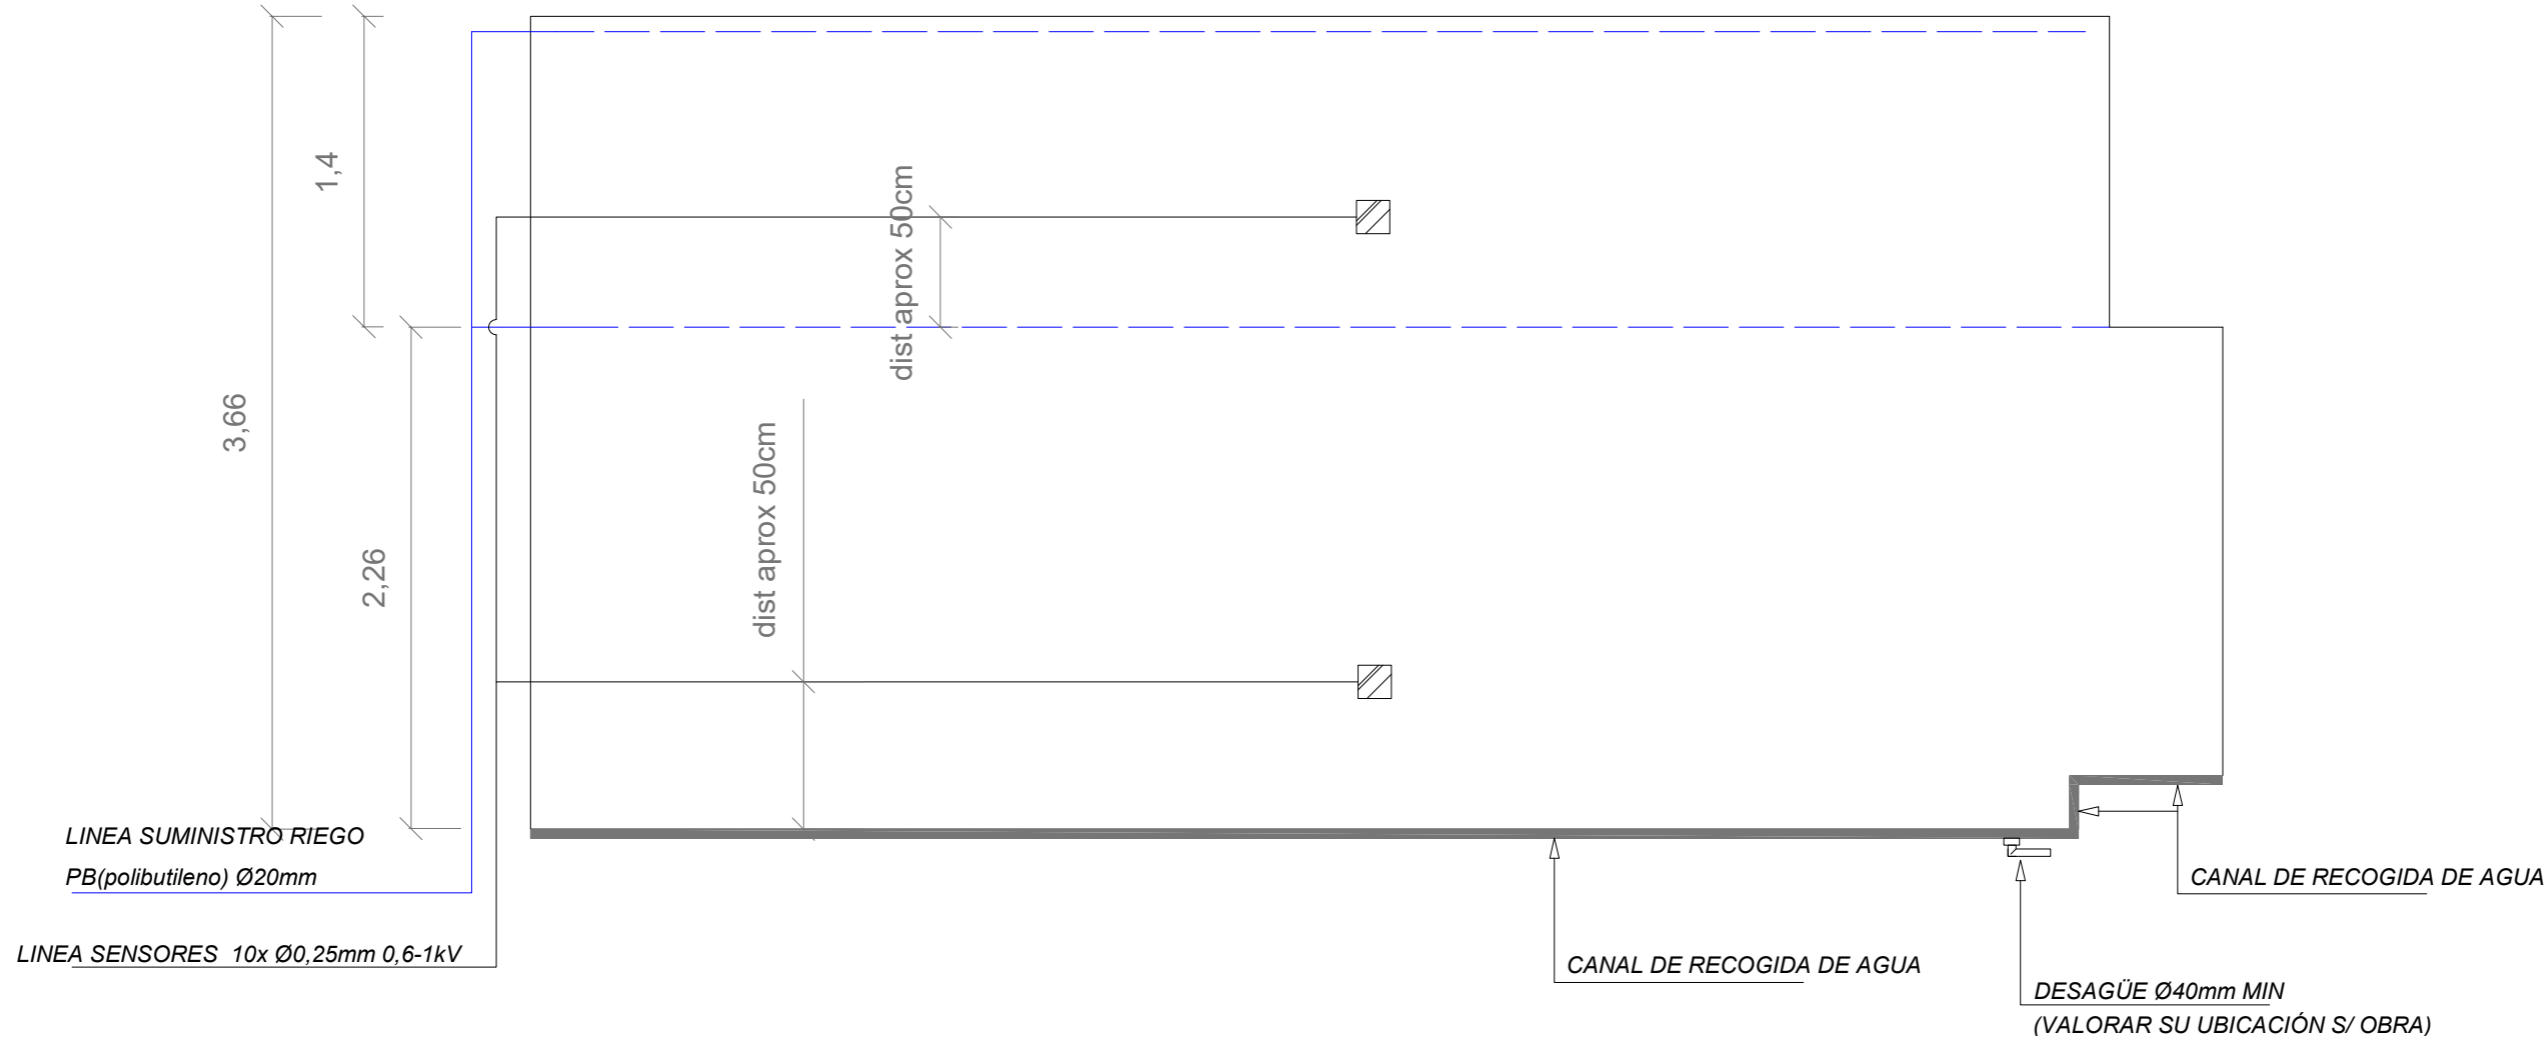 1,4
dist aprox 50cm
3,66
2,26
dist aprox 50cm
LINEA SUMINISTRO RIEGO
PB(polibutileno) Ø20mm
LINEA SENSORES 10x Ø0,25mm 0,6-1kV
CANAL DE RECOGIDA DE AGUA
CANAL DE RECOGIDA DE AGUA
DESAGÜE Ø40mm MIN
(VALORAR SU UBICACIÓN S/ OBRA)